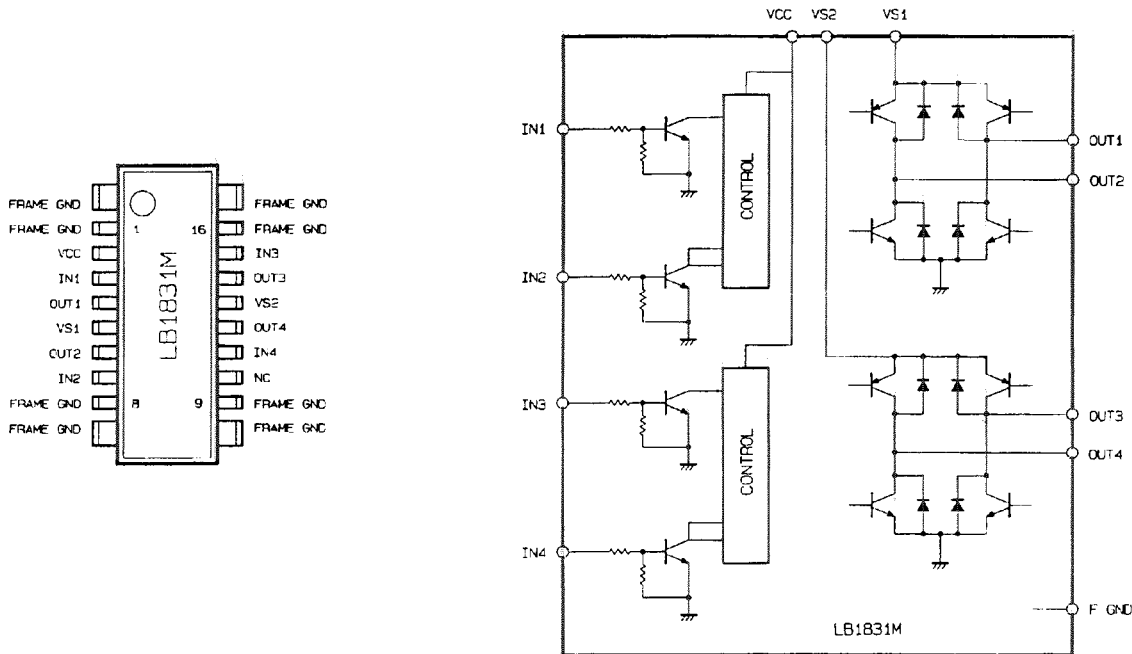 FRAME GND
FRAME GND
FRAME GND
1
16
FRAME GND
VCC
IN3
IN1
OUT3
OUT1
VS2
VS1
OUT4
OUT2
IN4
IN2
NC
FRAME GND
8
9
FRAME GND
FRAME GND
FRAME GND
LB1831M
VCC
VS2
VS1
IN1
IN2
IN3
IN4
CONTROL
CONTROL
OUT1
OUT2
OUT3
OUT4
F GND
LB1831M